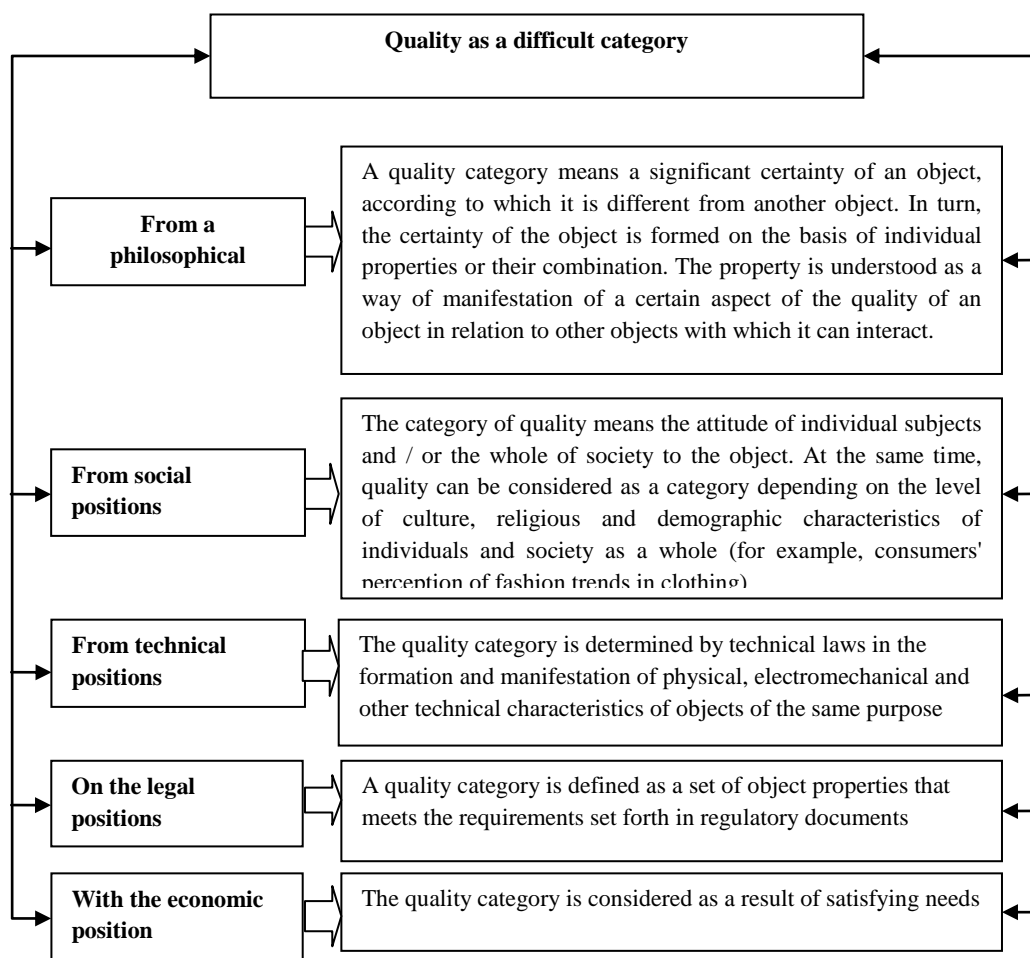 Quality as a difficult category
From a
philosophical
A quality category means a significant certainty of an object,
according to which it is different from another object. In turn,
the certainty of the object is formed on the basis of individual
properties or their combination. The property is understood as a
way of manifestation of a certain aspect of the quality of an
object in relation to other objects with which it can interact.
From social
positions
The category of quality means the attitude of individual subjects
and / or the whole of society to the object. At the same time,
quality can be considered as a category depending on the level
of culture, religious and demographic characteristics of
individuals and society as a whole (for example, consumers'
perception of fashion trends in clothing)
From technical
positions
The quality category is determined by technical laws in the
formation and manifestation of physical, electromechanical and
other technical characteristics of objects of the same purpose
On the legal
positions
A quality category is defined as a set of object properties that
meets the requirements set forth in regulatory documents
With the economic
position
The quality category is considered as a result of satisfying needs